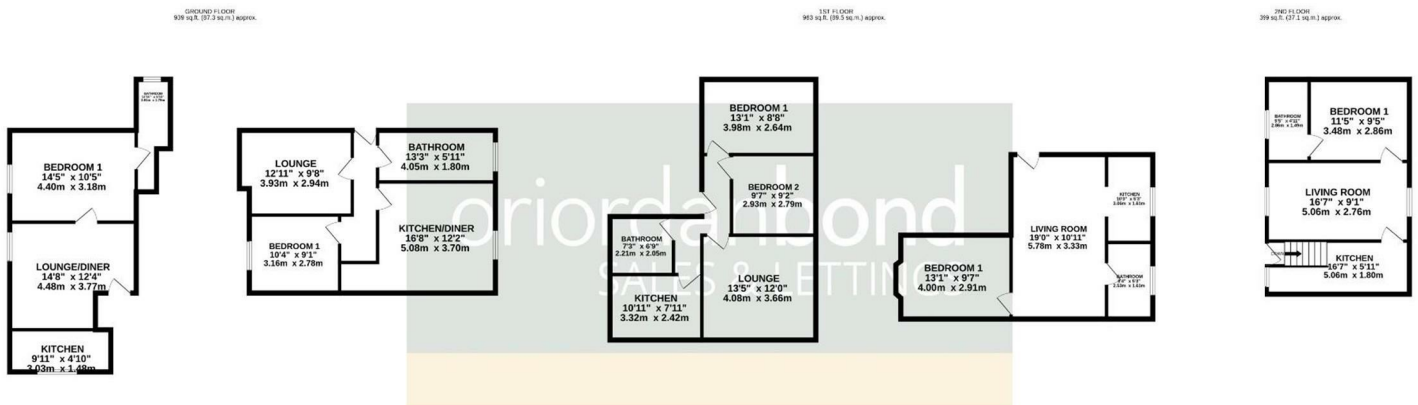 GROUND FLOOR
939 sq.ft. (87.3 sq.m.) approx.
1ST FLOOR
963 sq.ft. (89.5 sq.m.) approx.
2ND FLOOR
399 sq.ft. (37.1 sq.m.) approx.
BATHROOM
BEDROOM 1
14'5" x 10'5"
4.40m x 3.18m
LOUNGE/DINER
14'8" x 12'4"
4.48m x 3.77m
KITCHEN
9'11" x 4'10"
3.03m x 1.48m
LOUNGE
12'11" x 9'8"
3.93m x 2.94m
BATHROOM
13'3" x 5'11"
4.05m x 1.80m
KITCHEN/DINER
16'8" x 12'2"
5.08m x 3.70m
BEDROOM 1
10'4" x 9'1"
3.16m x 2.78m
BEDROOM 1
13'1" x 8'8"
3.98m x 2.64m
BEDROOM 2
9'7" x 9'2"
2.93m x 2.79m
BATHROOM
7'3" x 6'9"
2.21m x 2.05m
KITCHEN
10'11" x 7'11"
3.32m x 2.42m
LOUNGE
13'5" x 12'0"
4.08m x 3.66m
oriordanbond
SALES & LETTINGS
BEDROOM 1
13'1" x 9'7"
4.00m x 2.91m
LIVING ROOM
19'0" x 10'11"
5.78m x 3.33m
KITCHEN
BATHROOM
BATHROOM
BEDROOM 1
11'5" x 9'5"
3.48m x 2.86m
LIVING ROOM
16'7" x 9'1"
5.06m x 2.76m
KITCHEN
16'7" x 5'11"
5.06m x 1.80m